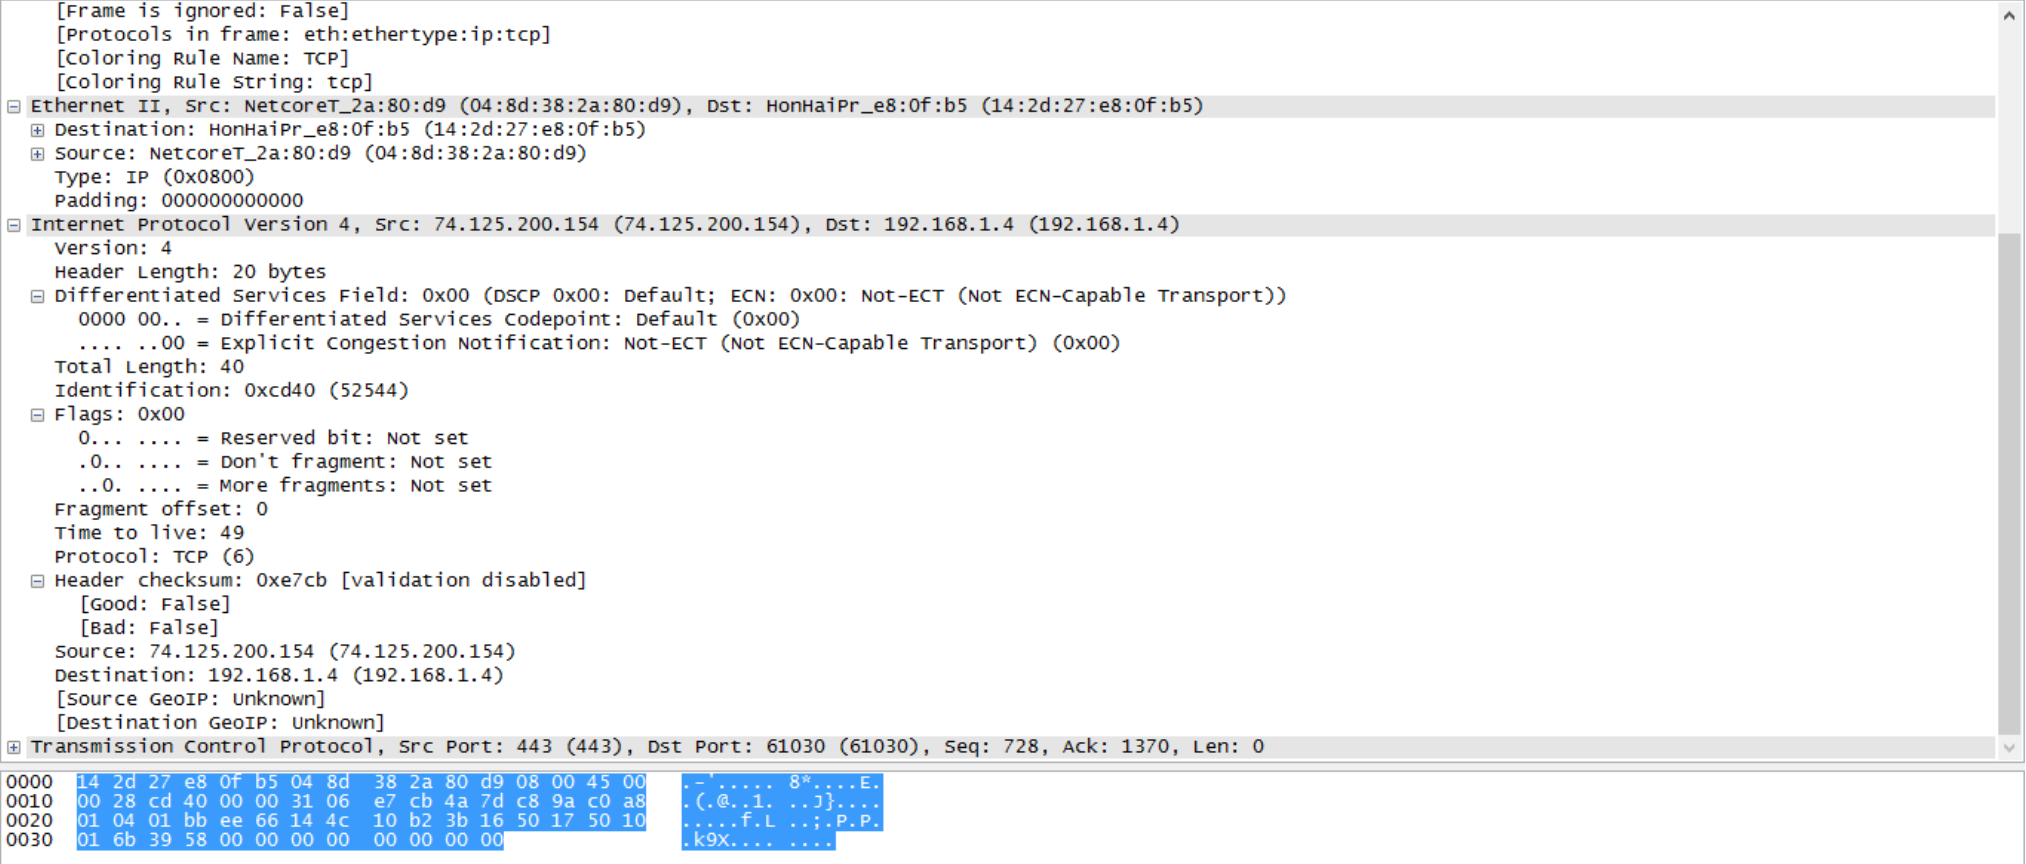 [Frame is ignored: False]
[Protocols in frame: eth:ethertype:ip:tcp]
[Coloring Rule Name: TCP]
[Coloring Rule String: tcp]
Ethernet II, Src: NetcoreT_2a:80:d9 (04:8d:38:2a:80:d9), Dst: HonHaiPr_e8:0f:b5 (14:2d:27:e8:0f:b5)
Destination: HonHaiPr_e8:0f:b5 (14:2d:27:e8:0f:b5)
Source: NetcoreT_2a:80:d9 (04:8d:38:2a:80:d9)
Type: IP (0x0800)
Padding: 000000000000
Internet Protocol Version 4, Src: 74.125.200.154 (74.125.200.154), Dst: 192.168.1.4 (192.168.1.4)
Version: 4
Header Length: 20 bytes
Differentiated Services Field: 0x00 (DSCP 0x00: Default; ECN: 0x00: Not-ECT (Not ECN-Capable Transport))
0000 00.. = Differentiated Services Codepoint: Default (0x00)
.... ..00 = Explicit Congestion Notification: Not-ECT (Not ECN-Capable Transport) (0x00)
Total Length: 40
Identification: 0xcd40 (52544)
Flags: 0x00
0... .... = Reserved bit: Not set
.0.. .... = Don't fragment: Not set
..0. .... = More fragments: Not set
Fragment offset: 0
Time to live: 49
Protocol: TCP (6)
Header checksum: 0xe7cb [validation disabled]
[Good: False]
[Bad: False]
Source: 74.125.200.154 (74.125.200.154)
Destination: 192.168.1.4 (192.168.1.4)
[Source GeoIP: Unknown]
[Destination GeoIP: Unknown]
Transmission Control Protocol, Src Port: 443 (443), Dst Port: 61030 (61030), Seq: 728, Ack: 1370, Len: 0
0000 14 2d 27 e8 0f b5 04 8d 38 2a 80 d9 08 00 45 00 .-'..... 8*....E.
0010 00 28 cd 40 00 00 31 06 e7 cb 4a 7d c8 9a c0 a8 .(.@..1. ..J}....
0020 01 04 01 bb ee 66 14 4c 10 b2 3b 16 50 17 50 10 .....f.L ..;.P.P.
0030 01 6b 39 58 00 00 00 00 00 00 00 00 .k9X.... ....